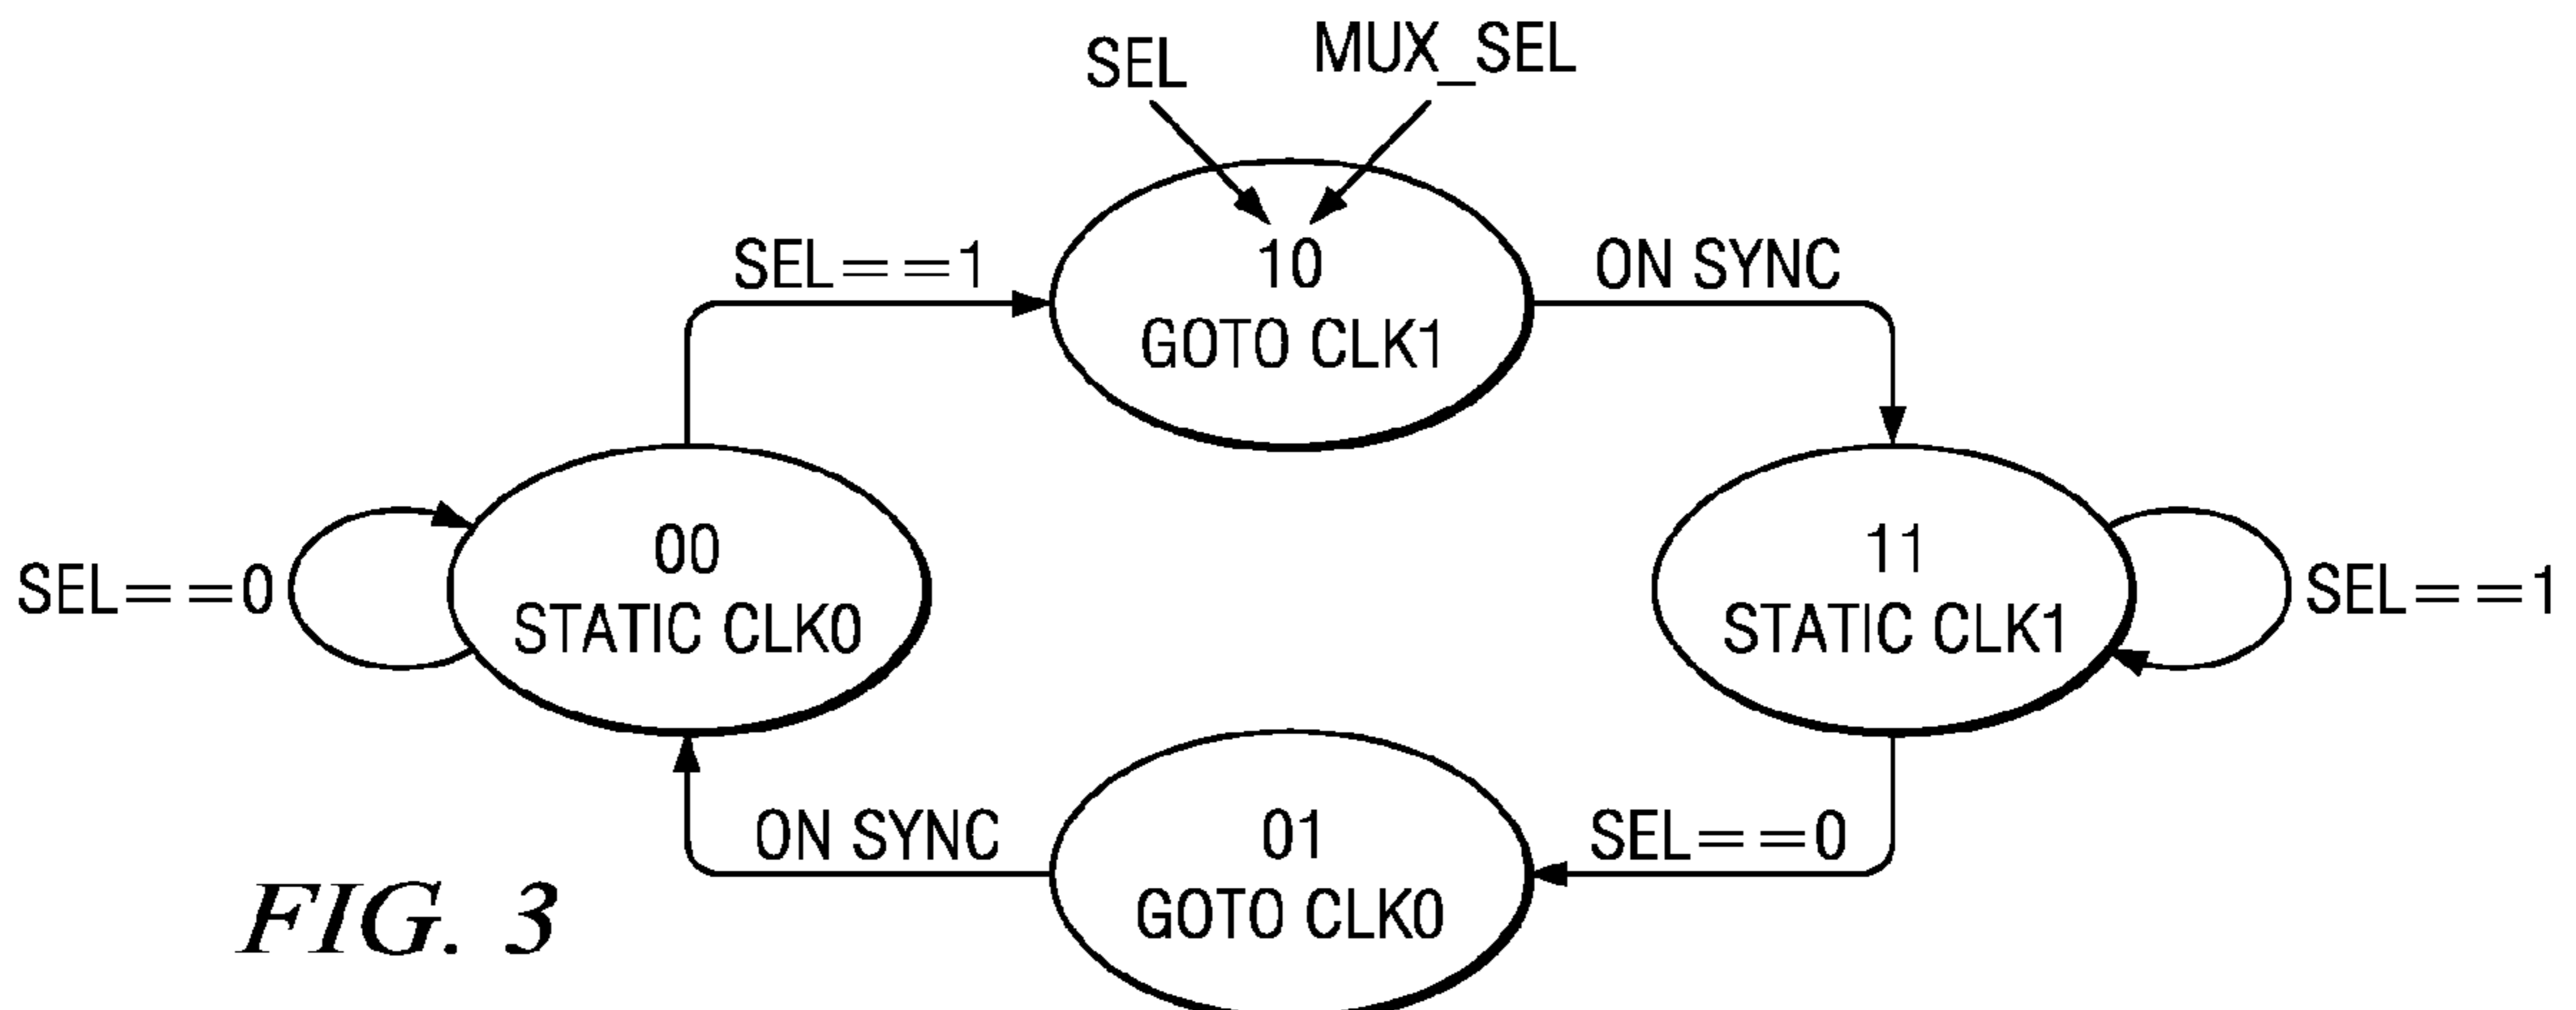 SEL
MUX_SEL
SEL==1
10
GOTO CLK1
ON SYNC
SEL==0
00
STATIC CLK0
11
STATIC CLK1
SEL==1
ON SYNC
01
GOTO CLK0
SEL==0
FIG. 3